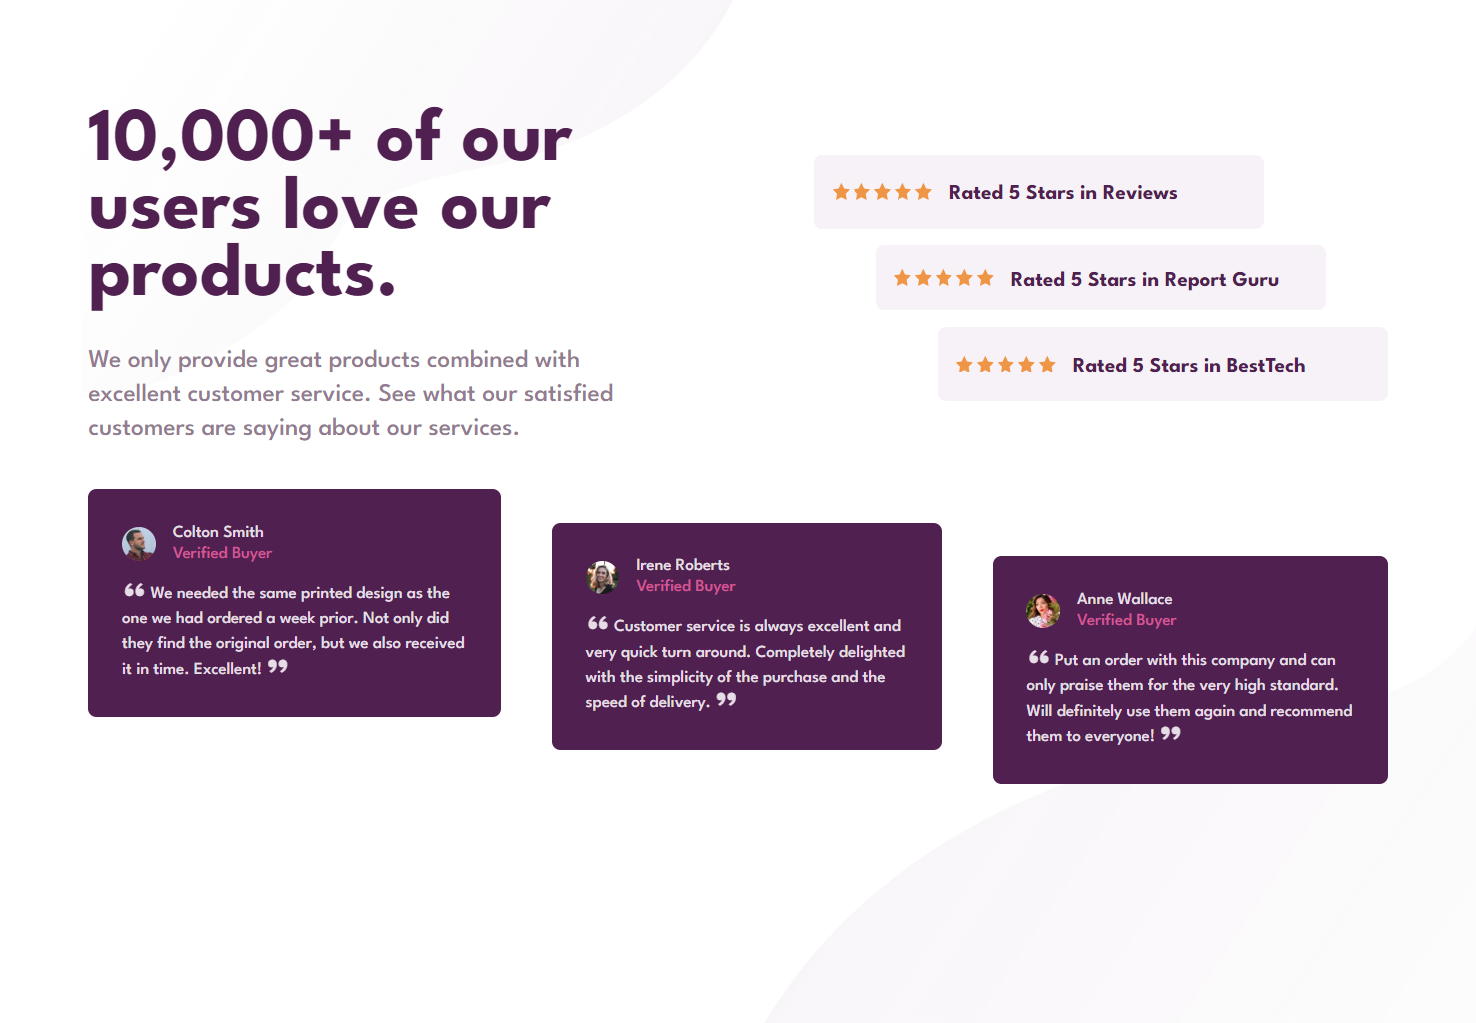 10,000+ of our
users love our
products.
We only provide great products combined with
excellent customer service. See what our satisfied
customers are saying about our services.
Rated 5 Stars in Reviews
Rated 5 Stars in Report Guru
Rated 5 Stars in BestTech
Colton Smith
Verified Buyer
“ We needed the same printed design as the
one we had ordered a week prior. Not only did
they find the original order, but we also received
it in time. Excellent! ”
Irene Roberts
Verified Buyer
“ Customer service is always excellent and
very quick turn around. Completely delighted
with the simplicity of the purchase and the
speed of delivery. ”
Anne Wallace
Verified Buyer
“ Put an order with this company and can
only praise them for the very high standard.
Will definitely use them again and recommend
them to everyone! ”